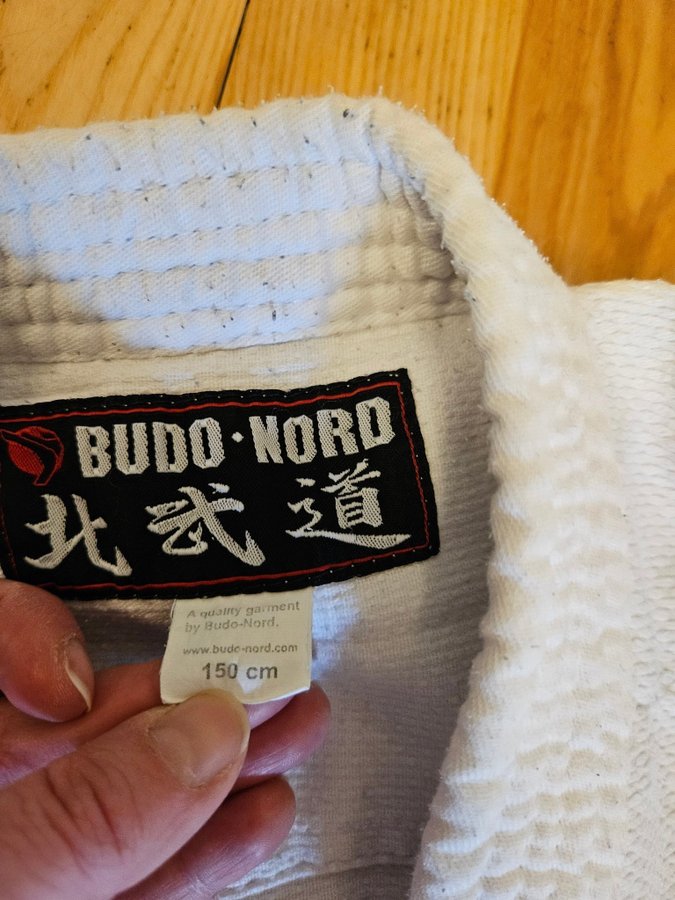 BUDO·NORD
北武道
A quality garment
by Budo-Nord.
www.budo-nord.com
150 cm